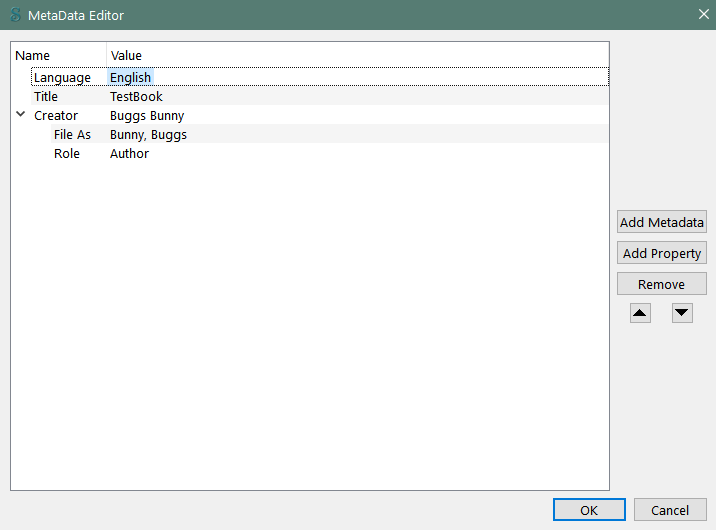 MetaData Editor
Name Value
Language English
Title TestBook
Creator Buggs Bunny
File As Bunny, Buggs
Role Author
Add Metadata
Add Property
Remove
OK Cancel